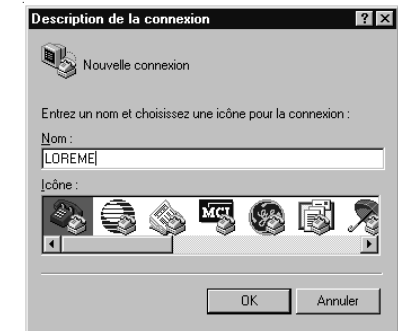 Description de la connexion
Nouvelle connexion
Entrez un nom et choisissez une icône pour la connexion :
Nom :
LOREME
Icône :
MCI
OK Annuler